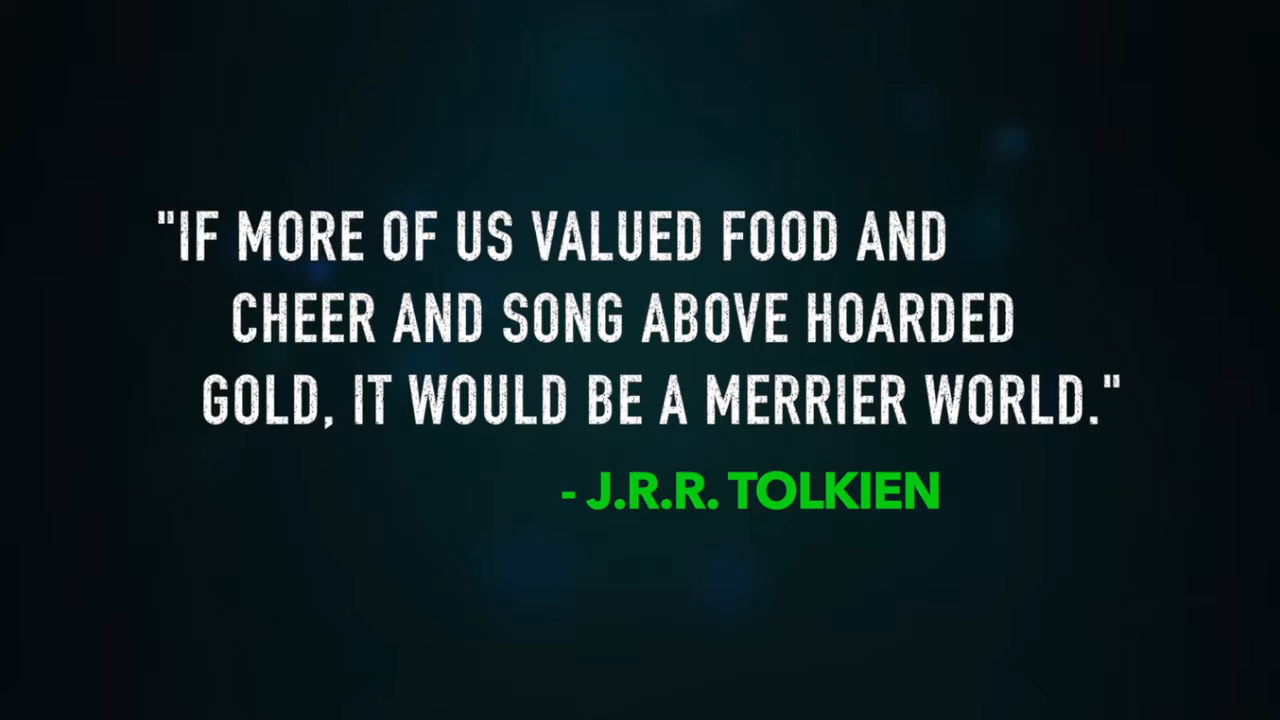 "IF MORE OF US VALUED FOOD AND
CHEER AND SONG ABOVE HOARDED
GOLD, IT WOULD BE A MERRIER WORLD."
- J.R.R. TOLKIEN